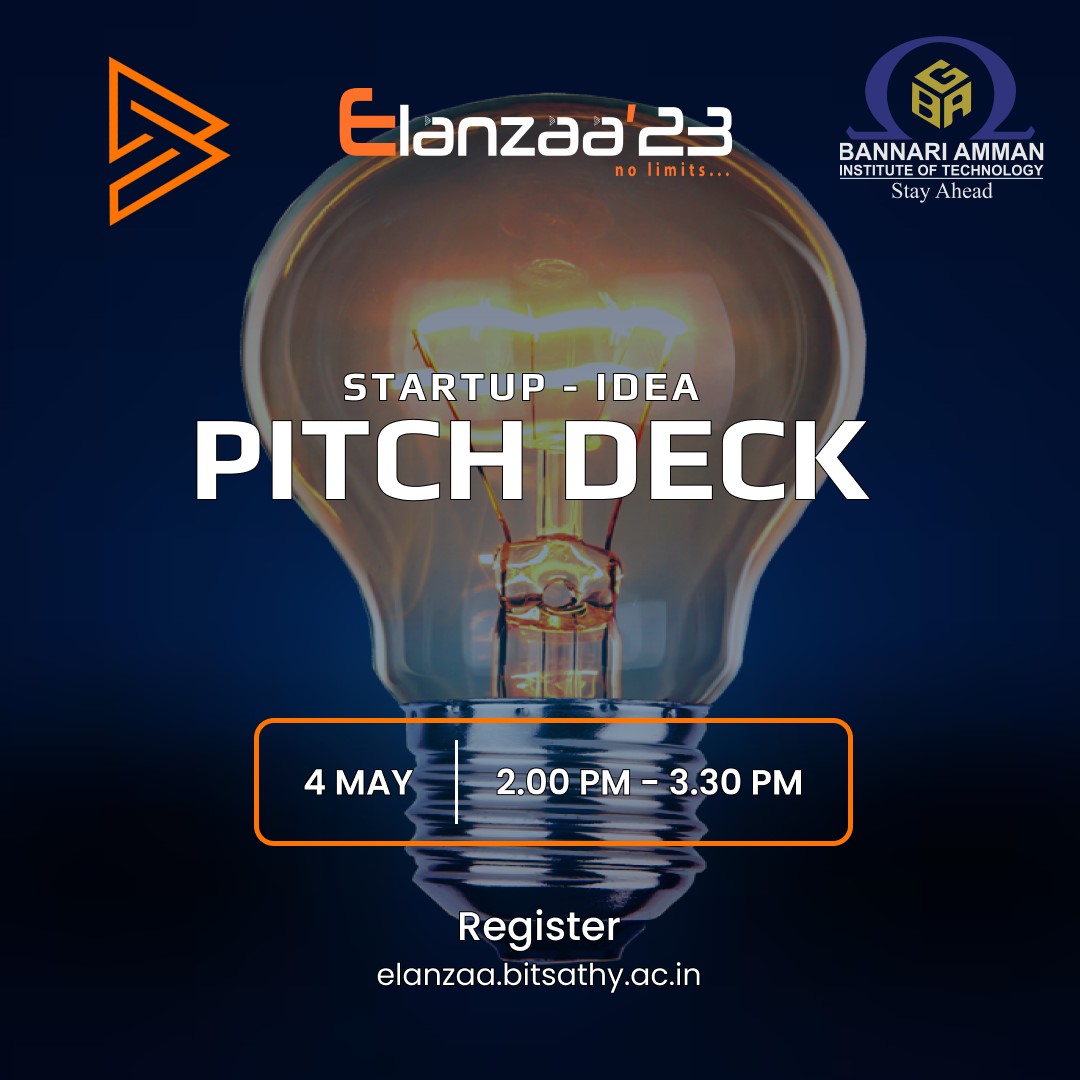 Elanzaa'23
no limits...
GBA
BANNARI AMMAN
INSTITUTE OF TECHNOLOGY
Stay Ahead
STARTUP - IDEA
PITCH DECK
4 MAY
2.00 PM - 3.30 PM
Register
elanzaa.bitsathy.ac.in